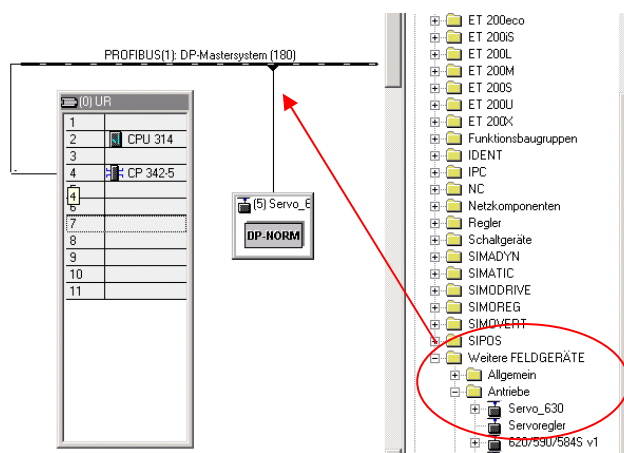 PROFIBUS(1): DP-Mastersystem (180)
(0) UR
1
2 CPU 314
3
4 CP 342-5
4
6
7
8
9
10
11
(5) Servo_6
DP-NORM
ET 200eco
ET 200iS
ET 200L
ET 200M
ET 200S
ET 200U
ET 200X
Funktionsbaugruppen
IDENT
IPC
NC
Netzkomponenten
Regler
Schaltgeräte
SIMADYN
SIMATIC
SIMODRIVE
SIMOREG
SIMOVERT
SIPOS
Weitere FELDGERÄTE
Allgemein
Antriebe
Servo_630
Servoregler
620/590/584S v1